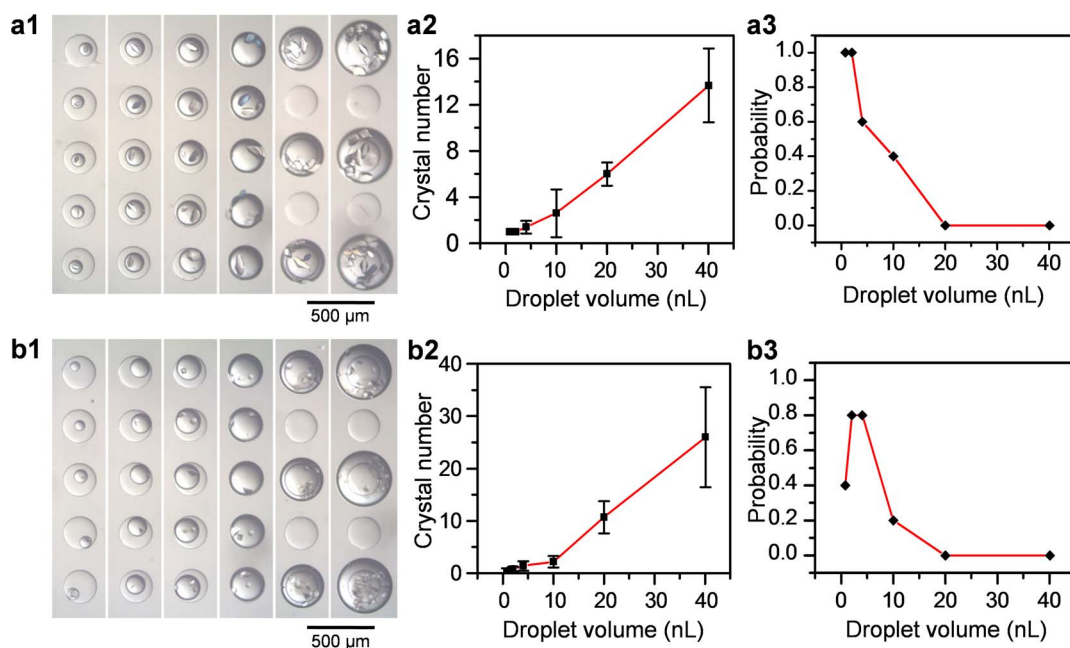 a1
500 µm
a2
16
12
8
4
0
Crystal number
0 10 20 30 40
Droplet volume (nL)
a3
1.0
0.8
0.6
0.4
0.2
0.0
Probability
0 10 20 30 40
Droplet volume (nL)
b1
500 µm
b2
40
30
20
10
0
Crystal number
0 10 20 30 40
Droplet volume (nL)
b3
1.0
0.8
0.6
0.4
0.2
0.0
Probability
0 10 20 30 40
Droplet volume (nL)